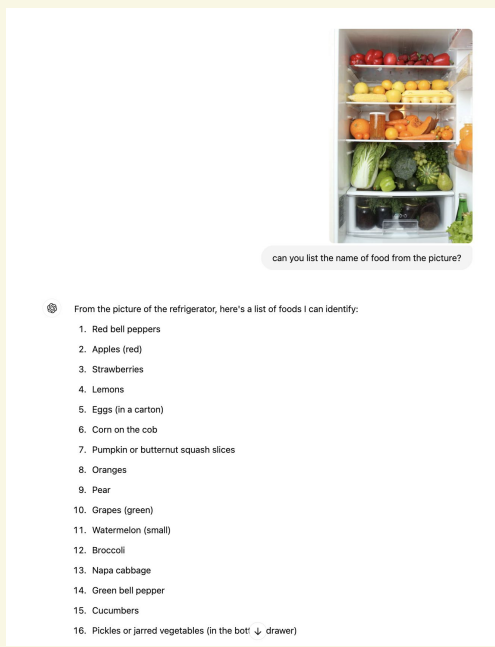 can you list the name of food from the picture?
From the picture of the refrigerator, here's a list of foods I can identify:
1. Red bell peppers
2. Apples (red)
3. Strawberries
4. Lemons
5. Eggs (in a carton)
6. Corn on the cob
7. Pumpkin or butternut squash slices
8. Oranges
9. Pear
10. Grapes (green)
11. Watermelon (small)
12. Broccoli
13. Napa cabbage
14. Green bell pepper
15. Cucumbers
16. Pickles or jarred vegetables (in the bott drawer)